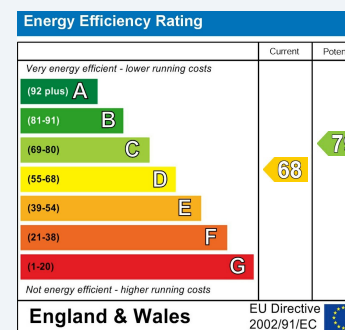 Energy Efficiency Rating
Current
Very energy efficient - lower running costs
(92 plus) A
(81-91) B
(69-80) C
(55-68) D
68
(39-54) E
(21-38) F
(1-20) G
Not energy efficient - higher running costs
England & Wales
EU Directive
2002/91/EC